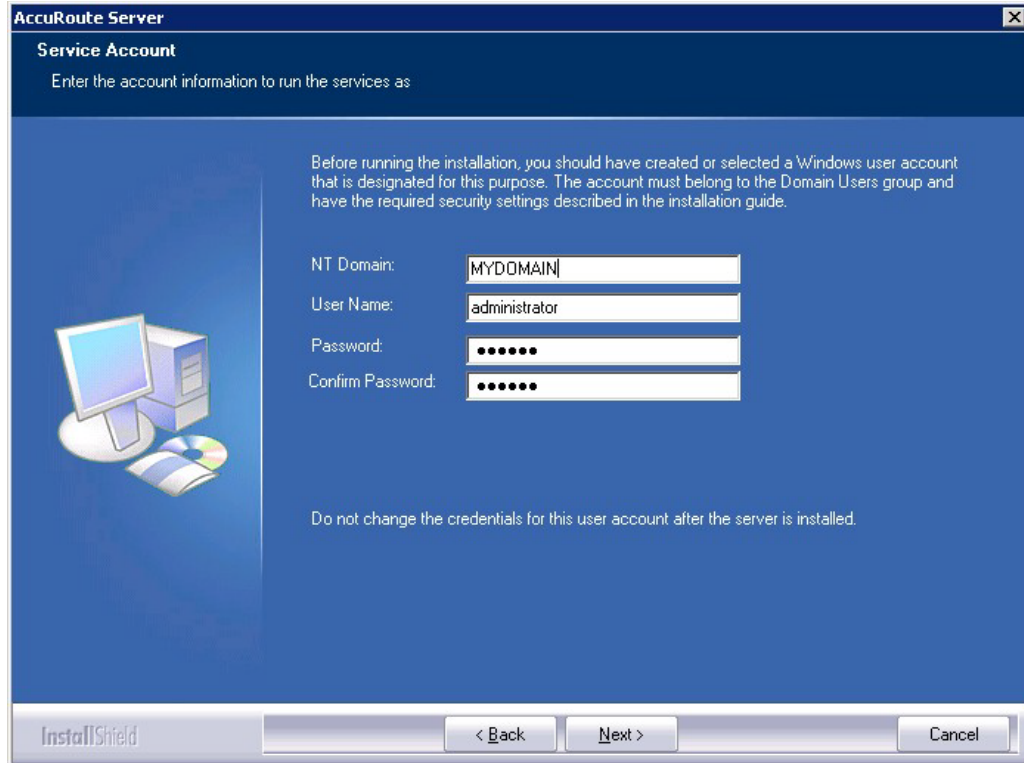 AccuRoute Server
Service Account
Enter the account information to run the services as
Before running the installation, you should have created or selected a Windows user account
that is designated for this purpose. The account must belong to the Domain Users group and
have the required security settings described in the installation guide.
NT Domain: MYDOMAIN
User Name: administrator
Password: ••••••
Confirm Password: ••••••
Do not change the credentials for this user account after the server is installed.
InstallShield < Back Next > Cancel